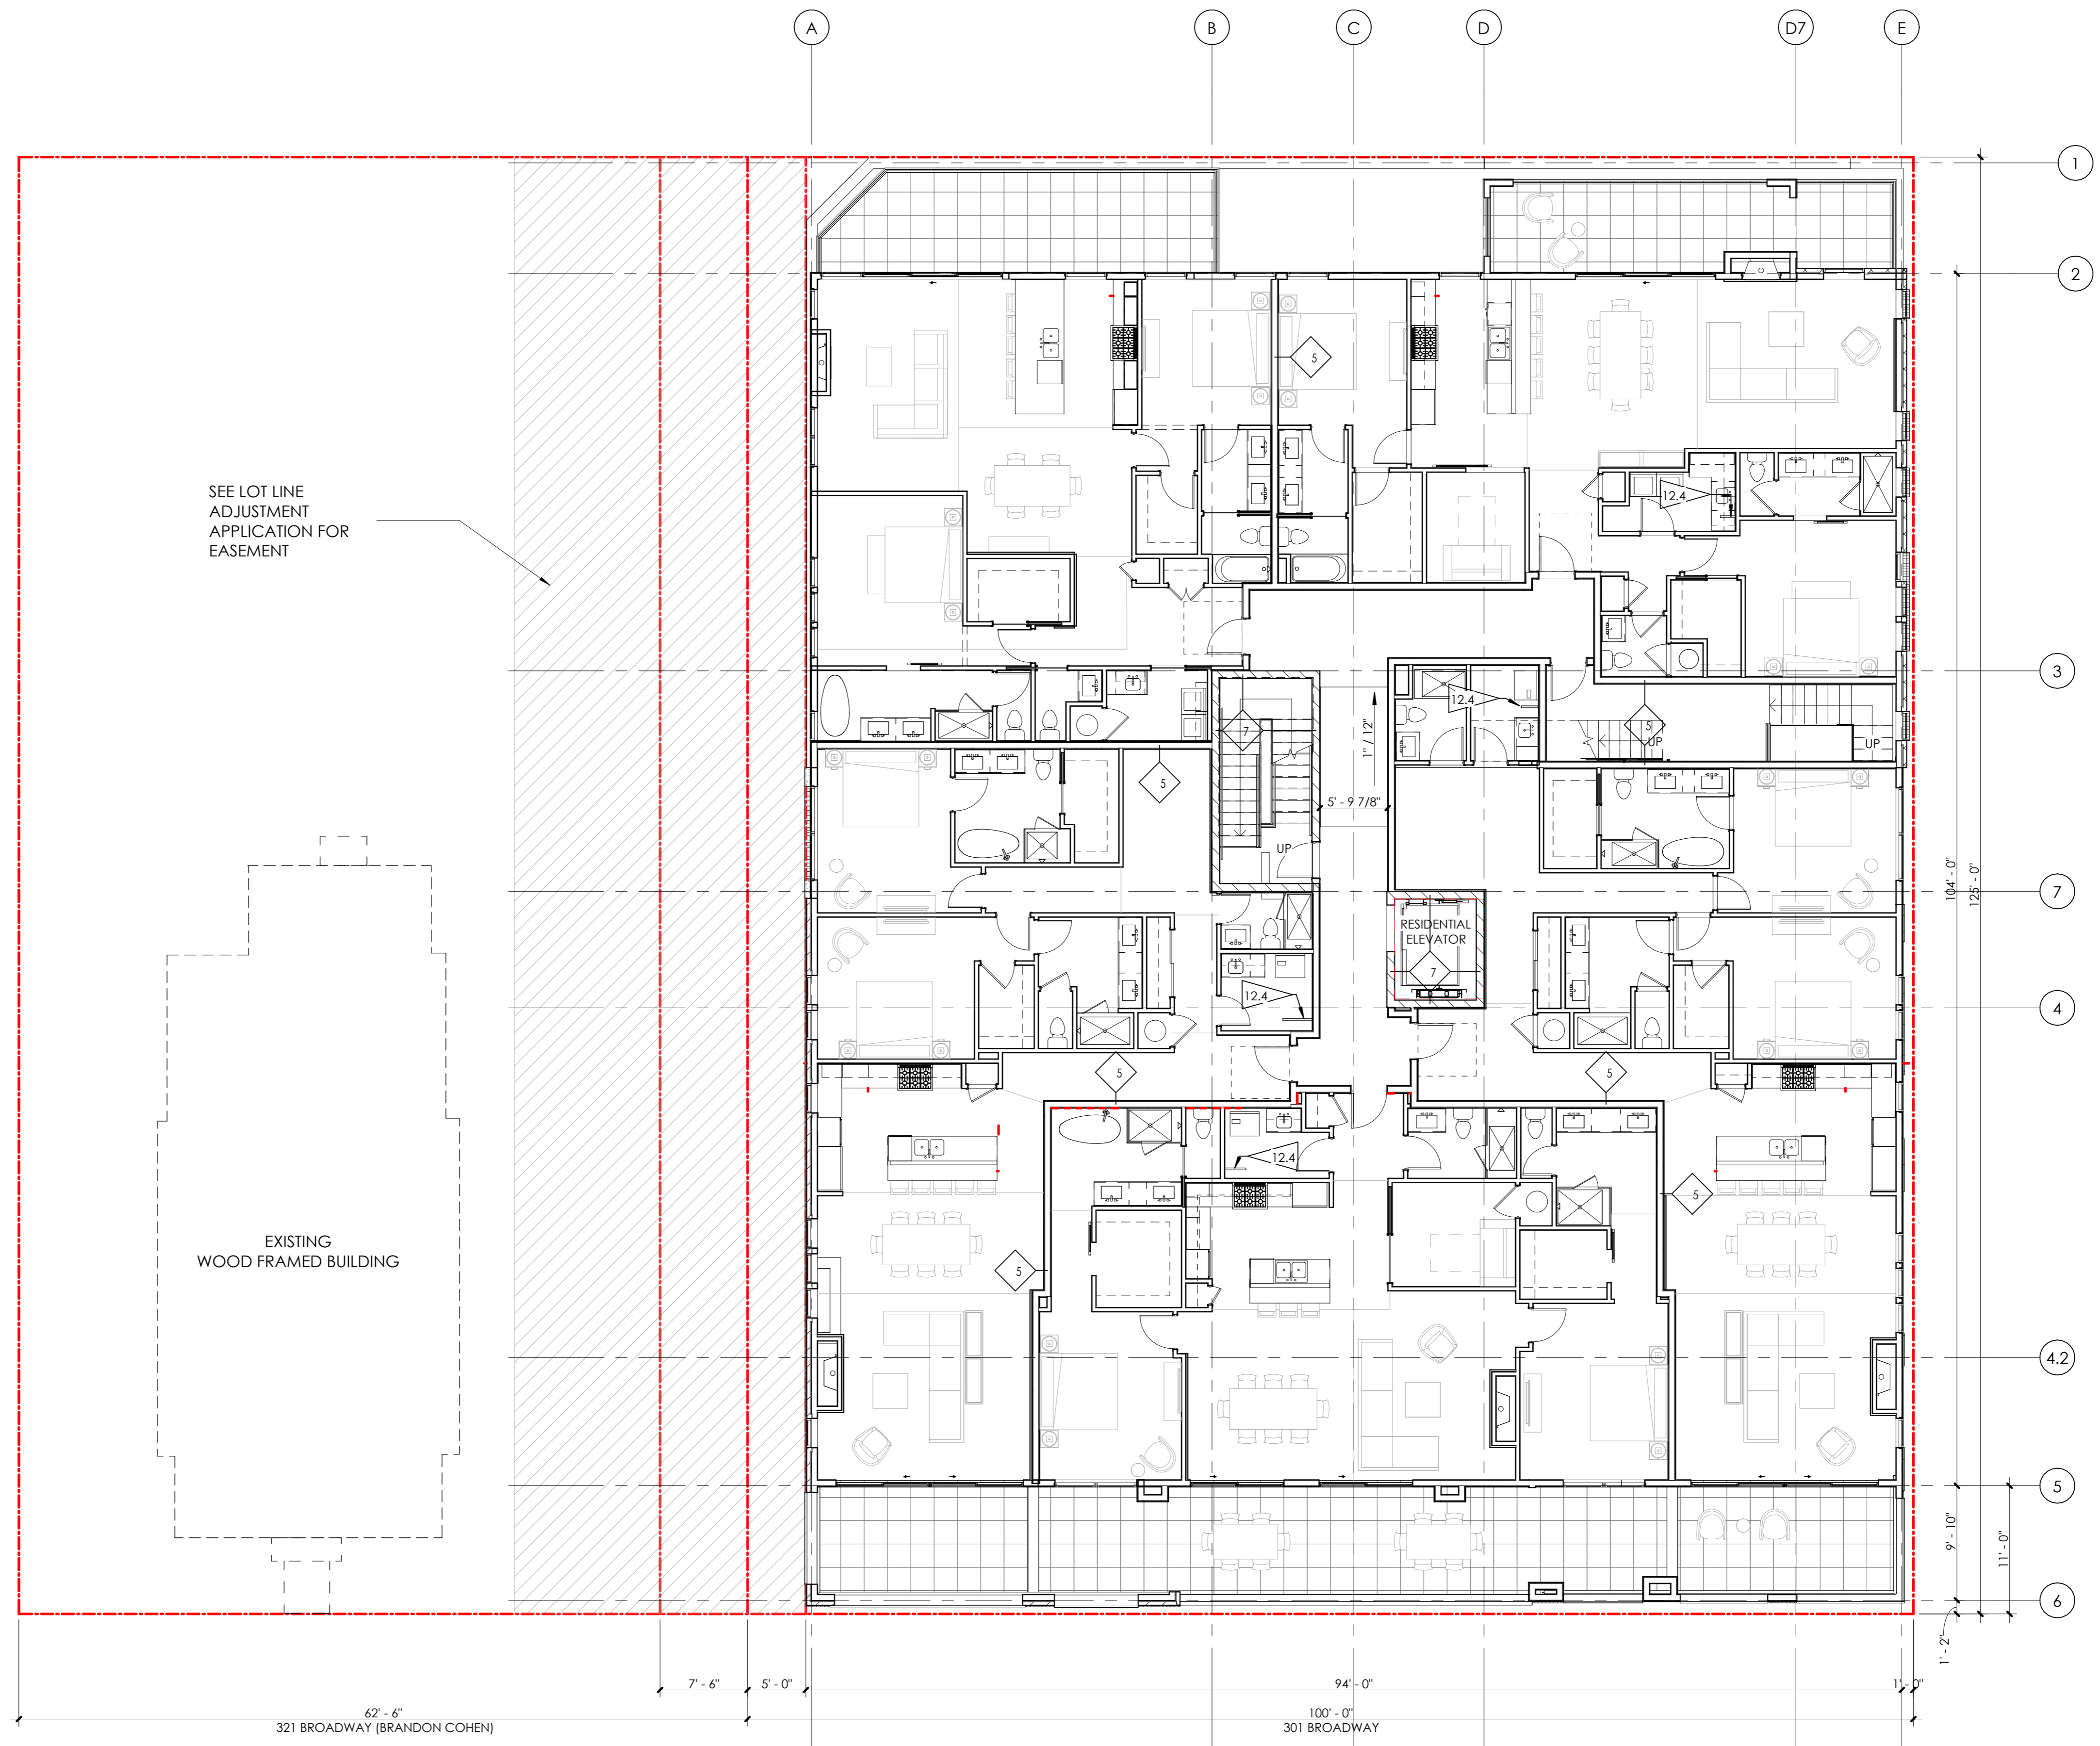 A
B
C
D
D7
E
1
2
5
12.4
SEE LOT LINE
ADJUSTMENT
APPLICATION FOR
EASEMENT
3
12.4
7
5
UP
UP
1" / 12"
5
5' - 9 7/8"
UP
104' - 0"
125' - 0"
7
RESIDENTIAL
ELEVATOR
7
12.4
4
5
5
12.4
5
EXISTING
WOOD FRAMED BUILDING
5
4.2
5
9' - 10"
11' - 0"
6
1' - 2"
7' - 6"
5' - 0"
94' - 0"
1' - 0"
62' - 6"
321 BROADWAY (BRANDON COHEN)
100' - 0"
301 BROADWAY